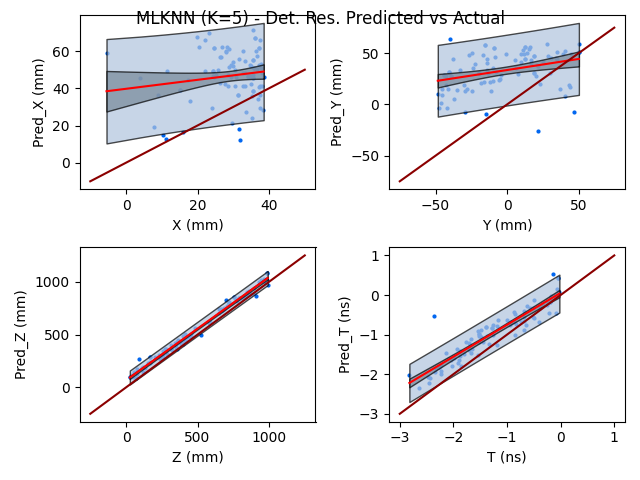 MLKNN (K=5) - Det. Res. Predicted vs Actual
Pred_X (mm)
60
40
20
0
0 20 40
X (mm)
Pred_Y (mm)
50
0
−50
−50 0 50
Y (mm)
Pred_Z (mm)
1000
500
0
0 500 1000
Z (mm)
Pred_T (ns)
1
0
−1
−2
−3
−3 −2 −1 0 1
T (ns)